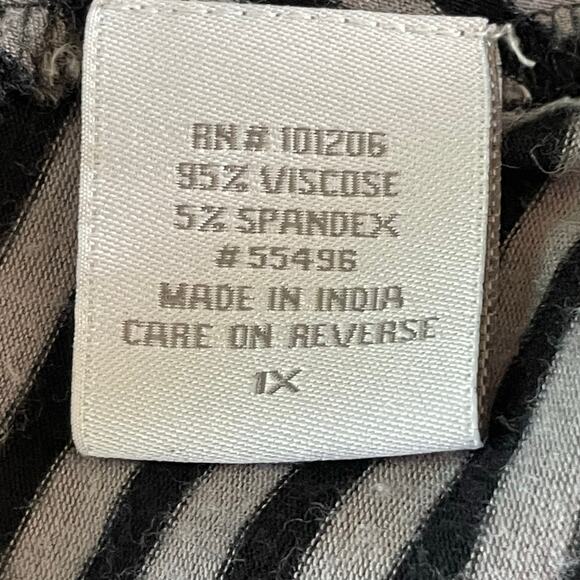 RN# 101206
95% VISCOSE
5% SPANDEX
#55496
MADE IN INDIA
CARE ON REVERSE
1X